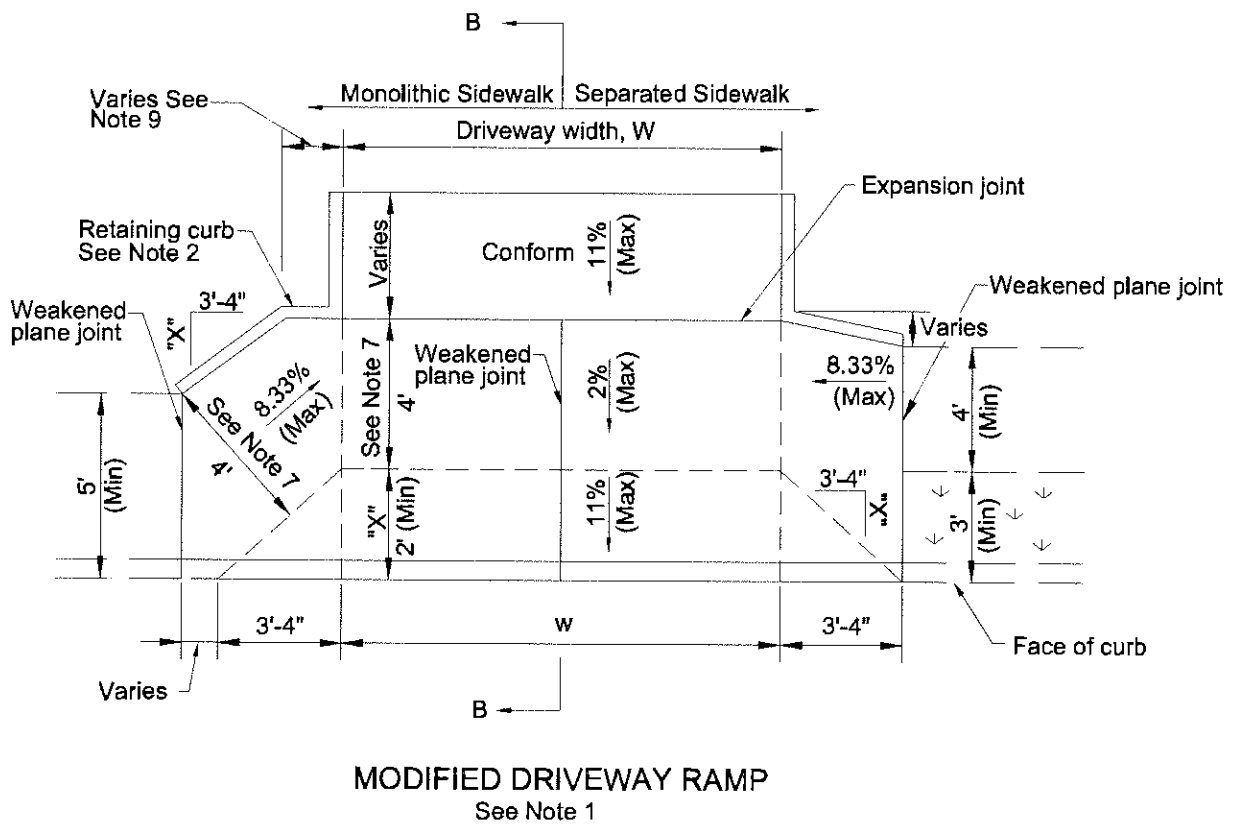 B
Monolithic Sidewalk
Separated Sidewalk
Varies See
Note 9
Driveway width, W
Expansion joint
Retaining curb
See Note 2
Varies
Conform
11%
(Max)
Weakened plane joint
3'-4"
"X"
Weakened
plane joint
Varies
Weakened
plane joint
See Note 7
4'
2%
(Max)
8.33%
(Max)
8.33%
(Max)
See Note 7
4'
4'
(Min)
5'
(Min)
"X"
2' (Min)
11%
(Max)
3'-4"
"X"
3'
(Min)
3'-4"
W
3'-4"
Face of curb
Varies
B
MODIFIED DRIVEWAY RAMP
See Note 1